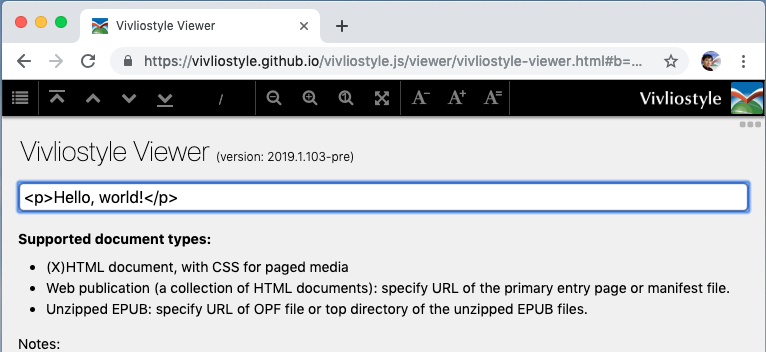 Vivliostyle Viewer
https://vivliostyle.github.io/vivliostyle.js/viewer/vivliostyle-viewer.html#b=...
/ 1 A- A+ A= Vivliostyle
Vivliostyle Viewer (version: 2019.1.103-pre)
<p>Hello, world!</p>
Supported document types:
• (X)HTML document, with CSS for paged media
• Web publication (a collection of HTML documents): specify URL of the primary entry page or manifest file.
• Unzipped EPUB: specify URL of OPF file or top directory of the unzipped EPUB files.
Notes: